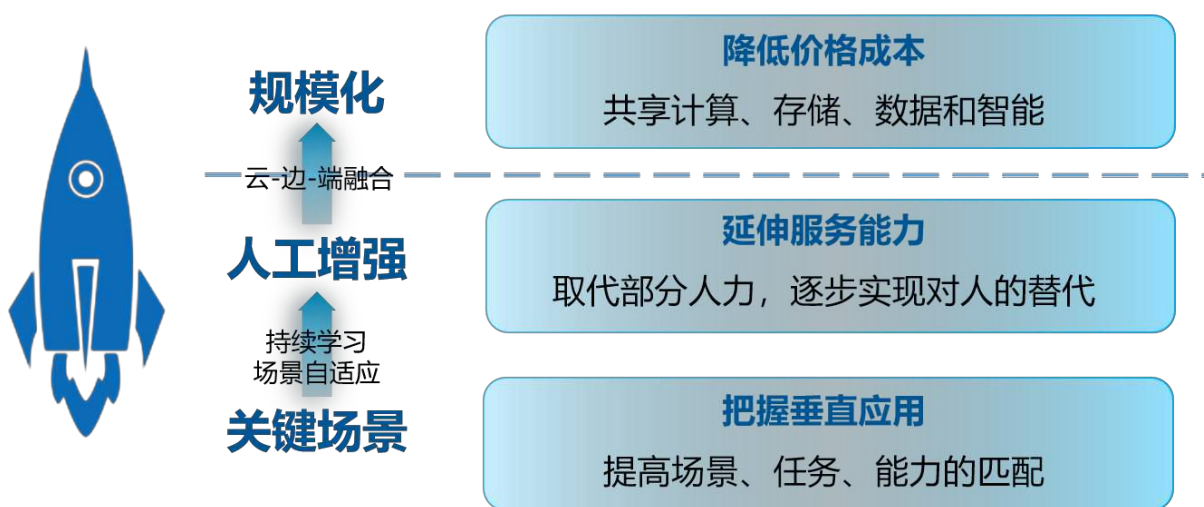 规模化
降低价格成本
共享计算、存储、数据和智能
云-边-端融合
人工增强
延伸服务能力
取代部分人力，逐步实现对人的替代
持续学习
场景自适应
关键场景
把握垂直应用
提高场景、任务、能力的匹配